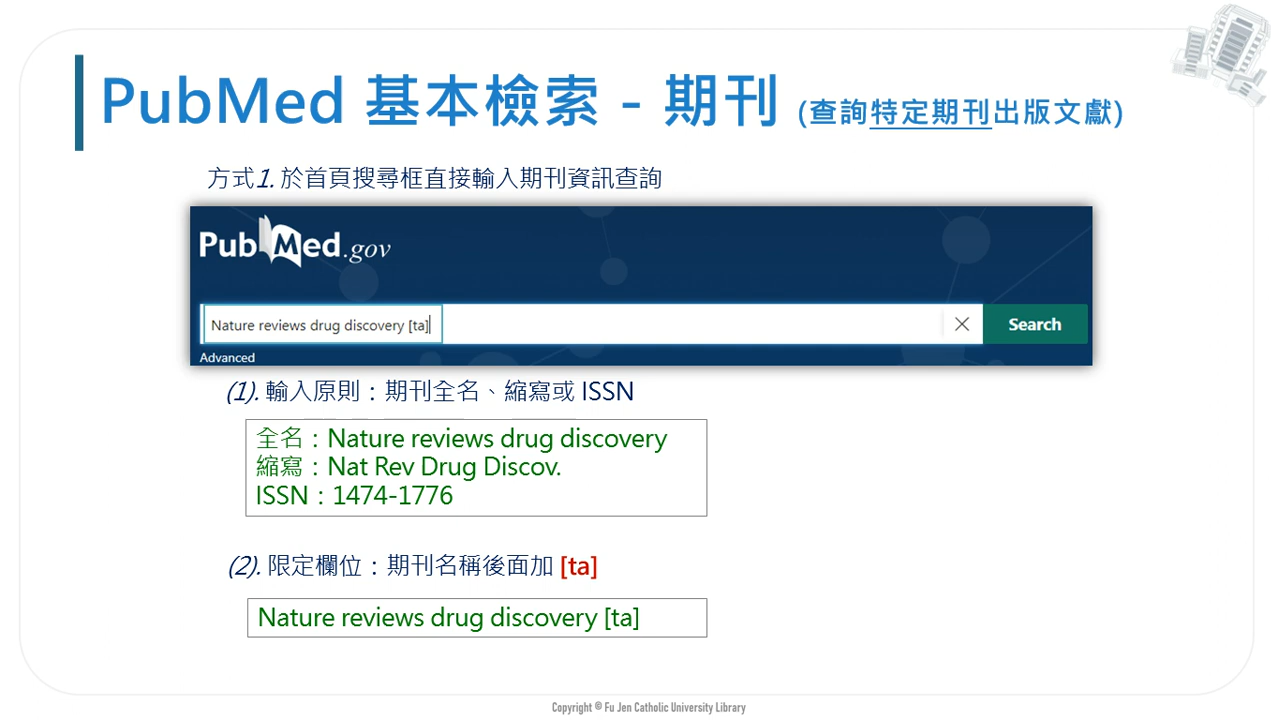 PubMed 基本檢索 - 期刊 (查詢特定期刊出版文獻)
方式1. 於首頁搜尋框直接輸入期刊資訊查詢
PubMed.gov
Nature reviews drug discovery [ta]
Search
Advanced
(1). 輸入原則：期刊全名、縮寫或 ISSN
全名：Nature reviews drug discovery
縮寫：Nat Rev Drug Discov.
ISSN：1474-1776
(2). 限定欄位：期刊名稱後面加 [ta]
Nature reviews drug discovery [ta]
Copyright © Fu Jen Catholic University Library